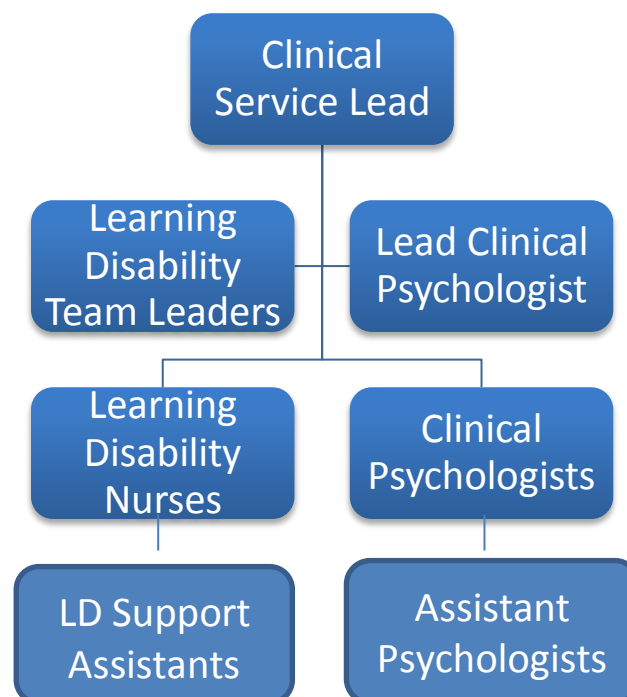 Clinical
Service Lead
Learning
Disability
Team Leaders
Lead Clinical
Psychologist
Learning
Disability
Nurses
Clinical
Psychologists
LD Support
Assistants
Assistant
Psychologists